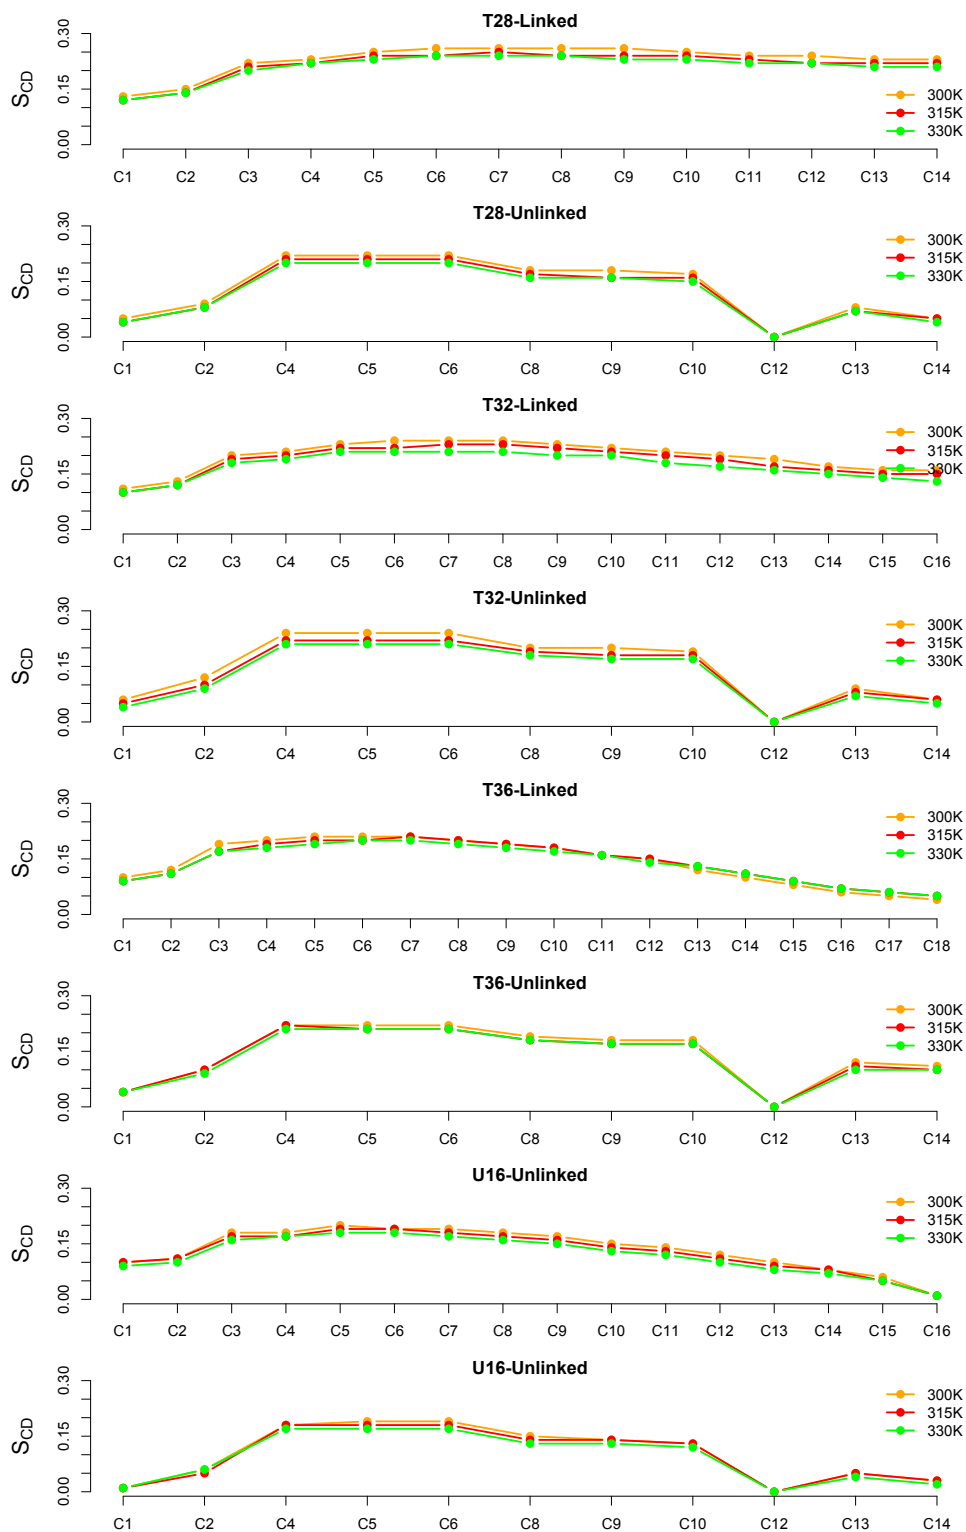 T28-Linked
0.00 0.15 0.30
SCD
300K
315K
330K
C1 C2 C3 C4 C5 C6 C7 C8 C9 C10 C11 C12 C13 C14
T28-Unlinked
0.00 0.15 0.30
SCD
300K
315K
330K
C1 C2 C4 C5 C6 C8 C9 C10 C12 C13 C14
T32-Linked
0.00 0.15 0.30
SCD
300K
315K
330K
C1 C2 C3 C4 C5 C6 C7 C8 C9 C10 C11 C12 C13 C14 C15 C16
T32-Unlinked
0.00 0.15 0.30
SCD
300K
315K
330K
C1 C2 C4 C5 C6 C8 C9 C10 C12 C13 C14
T36-Linked
0.00 0.15 0.30
SCD
300K
315K
330K
C1 C2 C3 C4 C5 C6 C7 C8 C9 C10 C11 C12 C13 C14 C15 C16 C17 C18
T36-Unlinked
0.00 0.15 0.30
SCD
300K
315K
330K
C1 C2 C4 C5 C6 C8 C9 C10 C12 C13 C14
U16-Unlinked
0.00 0.15 0.30
SCD
300K
315K
330K
C1 C2 C3 C4 C5 C6 C7 C8 C9 C10 C11 C12 C13 C14 C15 C16
U16-Unlinked
0.00 0.15 0.30
SCD
300K
315K
330K
C1 C2 C4 C5 C6 C8 C9 C10 C12 C13 C14